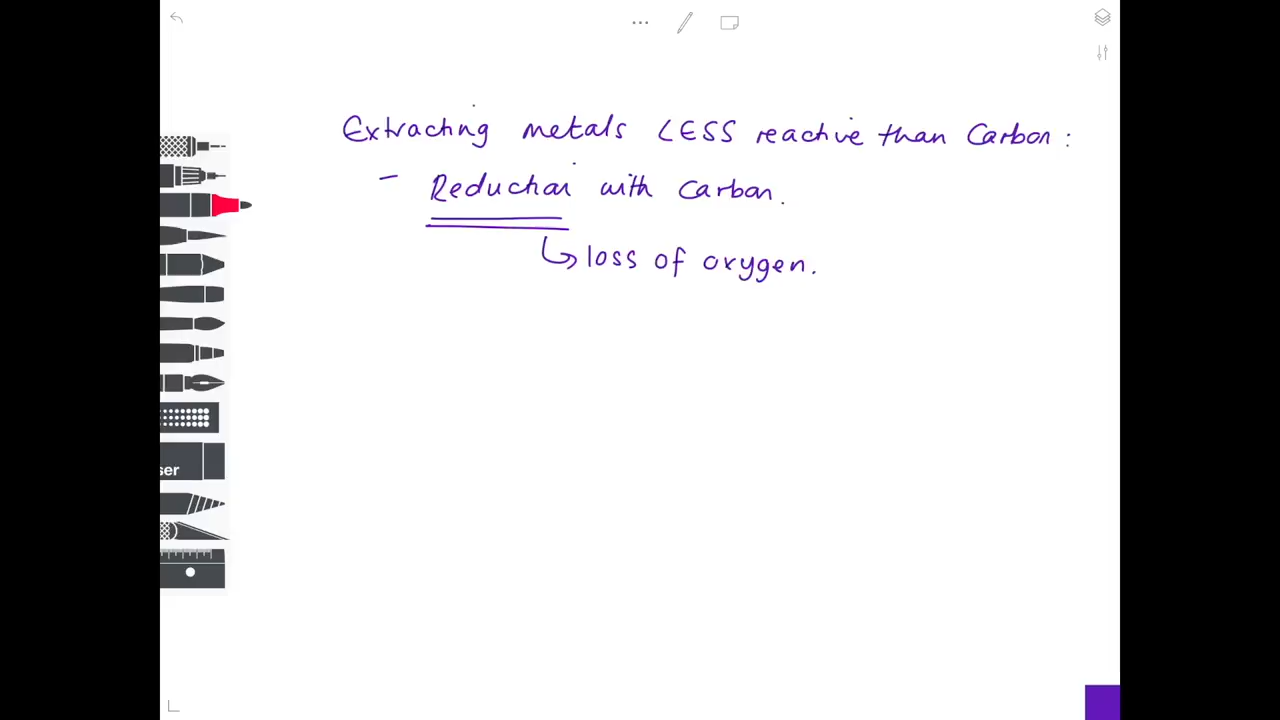 Extracting metals LESS reactive than Carbon:
- Reduction with Carbon.
↳ loss of oxygen.
ser